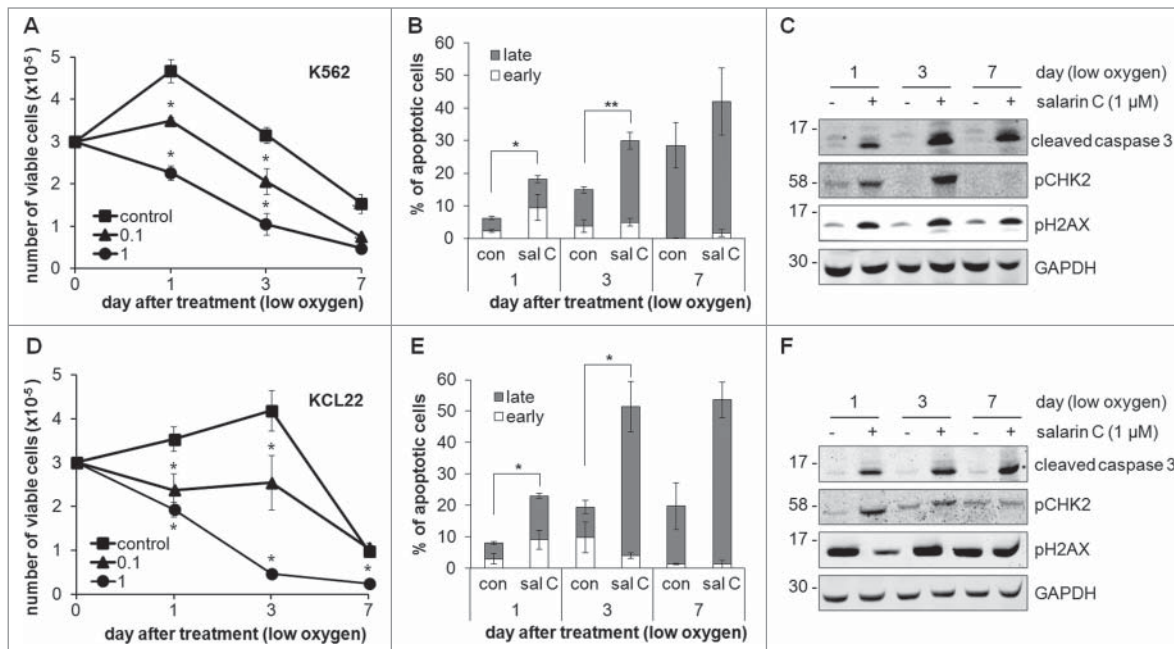 A
K562
number of viable cells (x10-5)
5
4
3
2
1
0
control
0.1
1
* * * *
0 1 3 7
day after treatment (low oxygen)
B
late
early
% of apoptotic cells
60
50
40
30
20
10
0
* **
con sal C con sal C con sal C
1 3 7
day after treatment (low oxygen)
C
1 3 7 day (low oxygen)
- + - + - + salarin C (1 µM)
17 - cleaved caspase 3
58 - pCHK2
17 - pH2AX
30 - GAPDH
D
KCL22
number of viable cells (x10-5)
5
4
3
2
1
0
control
0.1
1
* * * * *
0 1 3 7
day after treatment (low oxygen)
E
late
early
% of apoptotic cells
60
50
40
30
20
10
0
* *
con sal C con sal C con sal C
1 3 7
day after treatment (low oxygen)
F
1 3 7 day (low oxygen)
- + - + - + salarin C (1 µM)
17 - cleaved caspase 3
58 - pCHK2
17 - pH2AX
30 - GAPDH